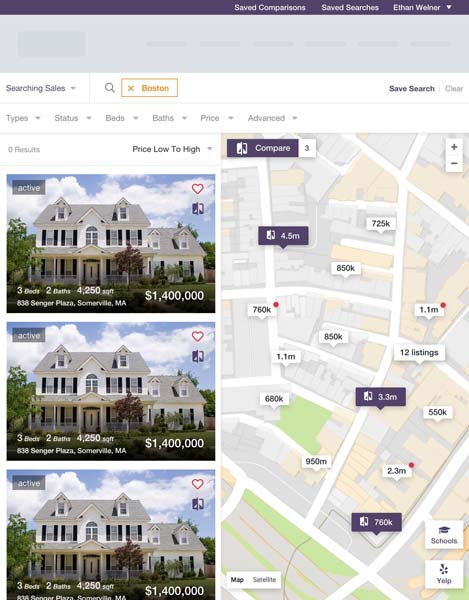 Saved Comparisons Saved Searches Ethan Welner
Searching Sales × Boston Save Search Clear
Types Status Beds Baths Price Advanced
0 Results Price Low To High
active
3 Beds 2 Baths 4,250 sqft
838 Senger Plaza, Somerville, MA
$1,400,000
active
3 Beds 2 Baths 4,250 sqft
838 Senger Plaza, Somerville, MA
$1,400,000
active
3 Beds 2 Baths 4,250 sqft
838 Senger Plaza, Somerville, MA
$1,400,000
Compare 3
+
−
725k
4.5m
850k
760k
1.1m
850k
1.1m
12 listings
680k
3.3m
550k
950m
2.3m
760k
Schools
Yelp
Map Satellite